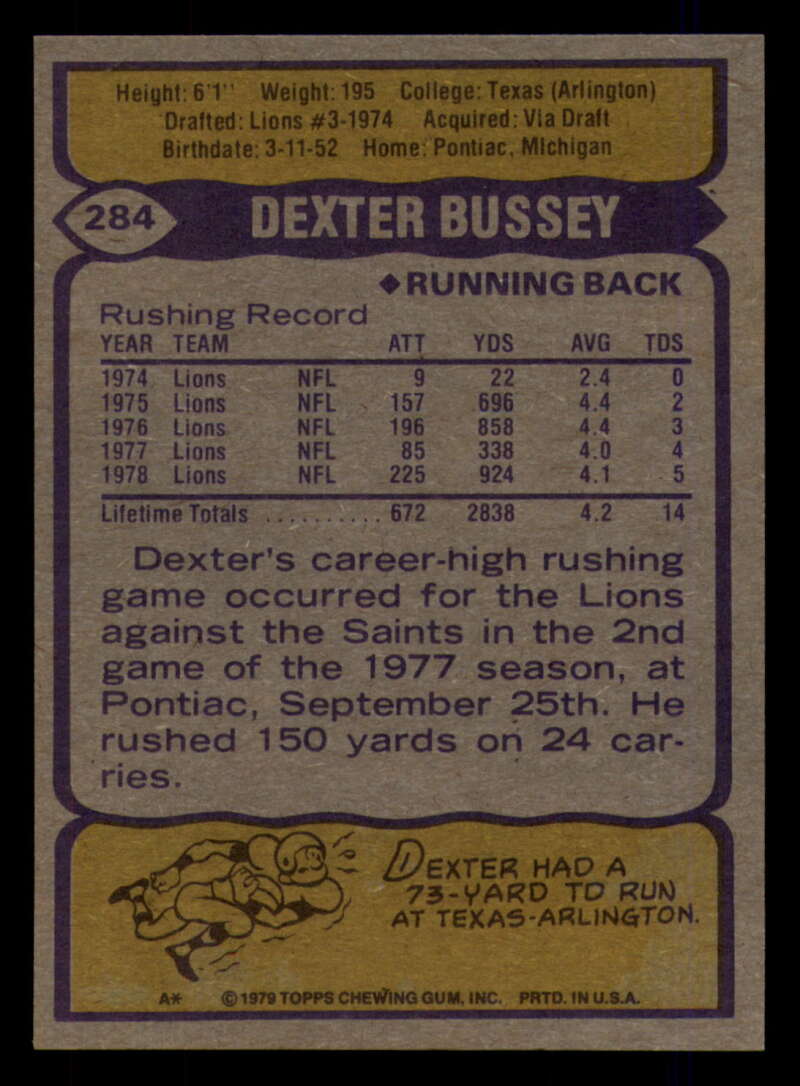 Height: 6'1" Weight: 195 College: Texas (Arlington)
Drafted: Lions #3-1974 Acquired: Via Draft
Birthdate: 3-11-52 Home: Pontiac, Michigan
284 DEXTER BUSSEY
◆RUNNING BACK
Rushing Record
YEAR TEAM ATT YDS AVG TDS
1974 Lions NFL 9 22 2.4 0
1975 Lions NFL 157 696 4.4 2
1976 Lions NFL 196 858 4.4 3
1977 Lions NFL 85 338 4.0 4
1978 Lions NFL 225 924 4.1 5
Lifetime Totals .......... 672 2838 4.2 14
Dexter's career-high rushing
game occurred for the Lions
against the Saints in the 2nd
game of the 1977 season, at
Pontiac, September 25th. He
rushed 150 yards on 24 car-
ries.
DEXTER HAD A
73-YARD TD RUN
AT TEXAS-ARLINGTON.
A* ©1979 TOPPS CHEWING GUM, INC. PRTD. IN U.S.A.